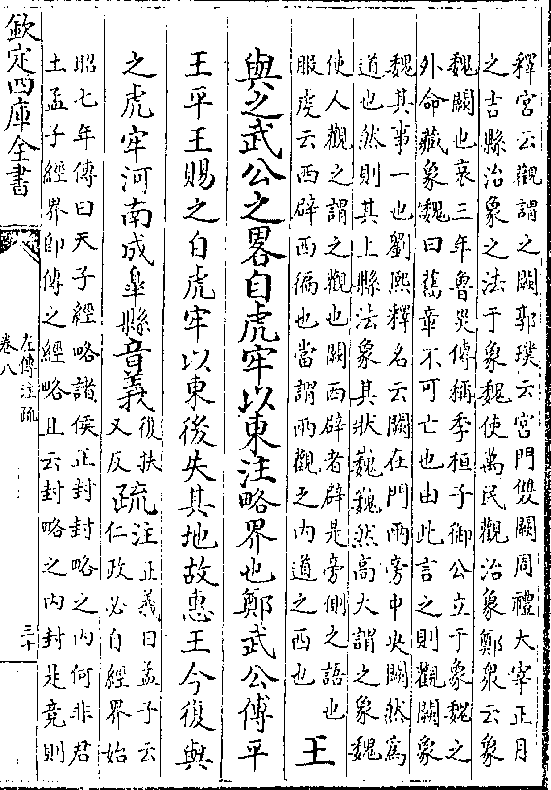 釋宮云觀謂之闕郭璞云宮門雙闕周禮大宰正月
之吉縣治象之法于象魏使萬民觀治象鄭衆云象
魏闕也哀三年魯災傳稱季桓子御公立于象魏之
外命藏象魏曰舊章不可亡也由此言之則觀闕象
魏其事一也劉熙釋名云闕在門兩旁中央闕然為
道也然則其上縣法象其狀魏魏然高大謂之象魏
使人觀之謂之觀也闕西辟者辟是旁側之語也
服虔云西辟西偏也當謂兩觀之内道之西也
王
與之武公之畧自虎牢以東注略界也鄭武公傅平
王平王賜之自虎牢以東後失其地故惠王今復與
之虎牢河南成臯縣音義
復扶
又反
疏
注正義曰孟子云
仁政必自經界始
昭七年傳曰天子經略諸侯正封封略之内何非君
土孟子經界即傳之經略且云封略之内封是竟則
欽定四庫全書
左傳注疏
卷八
三十